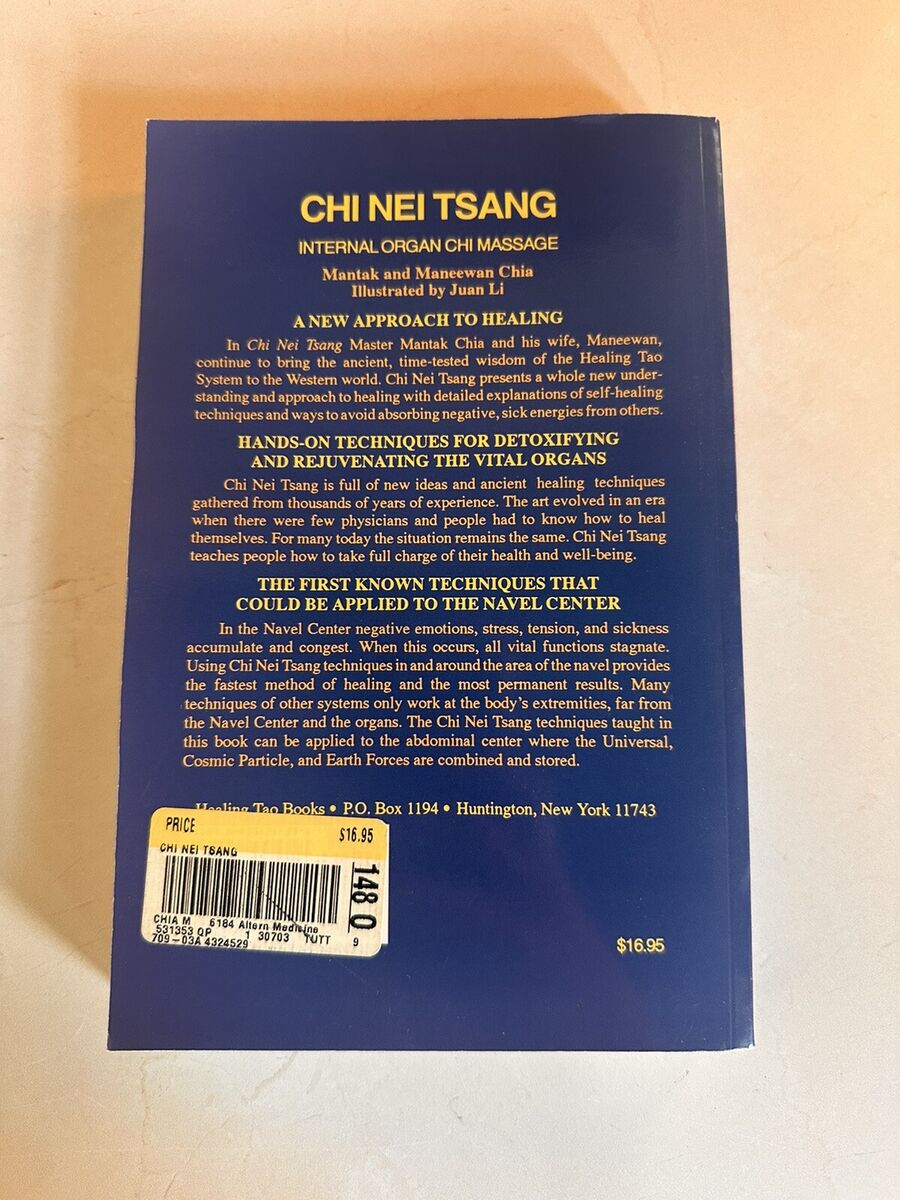 CHI NEI TSANG
INTERNAL ORGAN CHI MASSAGE
Mantak and Maneewan Chia
Illustrated by Juan Li
A NEW APPROACH TO HEALING
In Chi Nei Tsang Master Mantak Chia and his wife, Maneewan,
continue to bring the ancient, time-tested wisdom of the Healing Tao
System to the Western world. Chi Nei Tsang presents a whole new under-
standing and approach to healing with detailed explanations of self-healing
techniques and ways to avoid absorbing negative, sick energies from others.
HANDS-ON TECHNIQUES FOR DETOXIFYING
AND REJUVENATING THE VITAL ORGANS
Chi Nei Tsang is full of new ideas and ancient healing techniques
gathered from thousands of years of experience. The art evolved in an era
when there were few physicians and people had to know how to heal
themselves. For many today the situation remains the same. Chi Nei Tsang
teaches people how to take full charge of their health and well-being.
THE FIRST KNOWN TECHNIQUES THAT
COULD BE APPLIED TO THE NAVEL CENTER
In the Navel Center negative emotions, stress, tension, and sickness
accumulate and congest. When this occurs, all vital functions stagnate.
Using Chi Nei Tsang techniques in and around the area of the navel provides
the fastest method of healing and the most permanent results. Many
techniques of other systems only work at the body's extremities, far from
the Navel Center and the organs. The Chi Nei Tsang techniques taught in
this book can be applied to the abdominal center where the Universal,
Cosmic Particle, and Earth Forces are combined and stored.
Healing Tao Books • P.O. Box 1194 • Huntington, New York 11743
PRICE $16.95
CHI NEI TSANG
148 0
9
CHIA M 6184 Altern Medicine
531353 QP 1 30703 TUTT
709-03A 4324529
$16.95